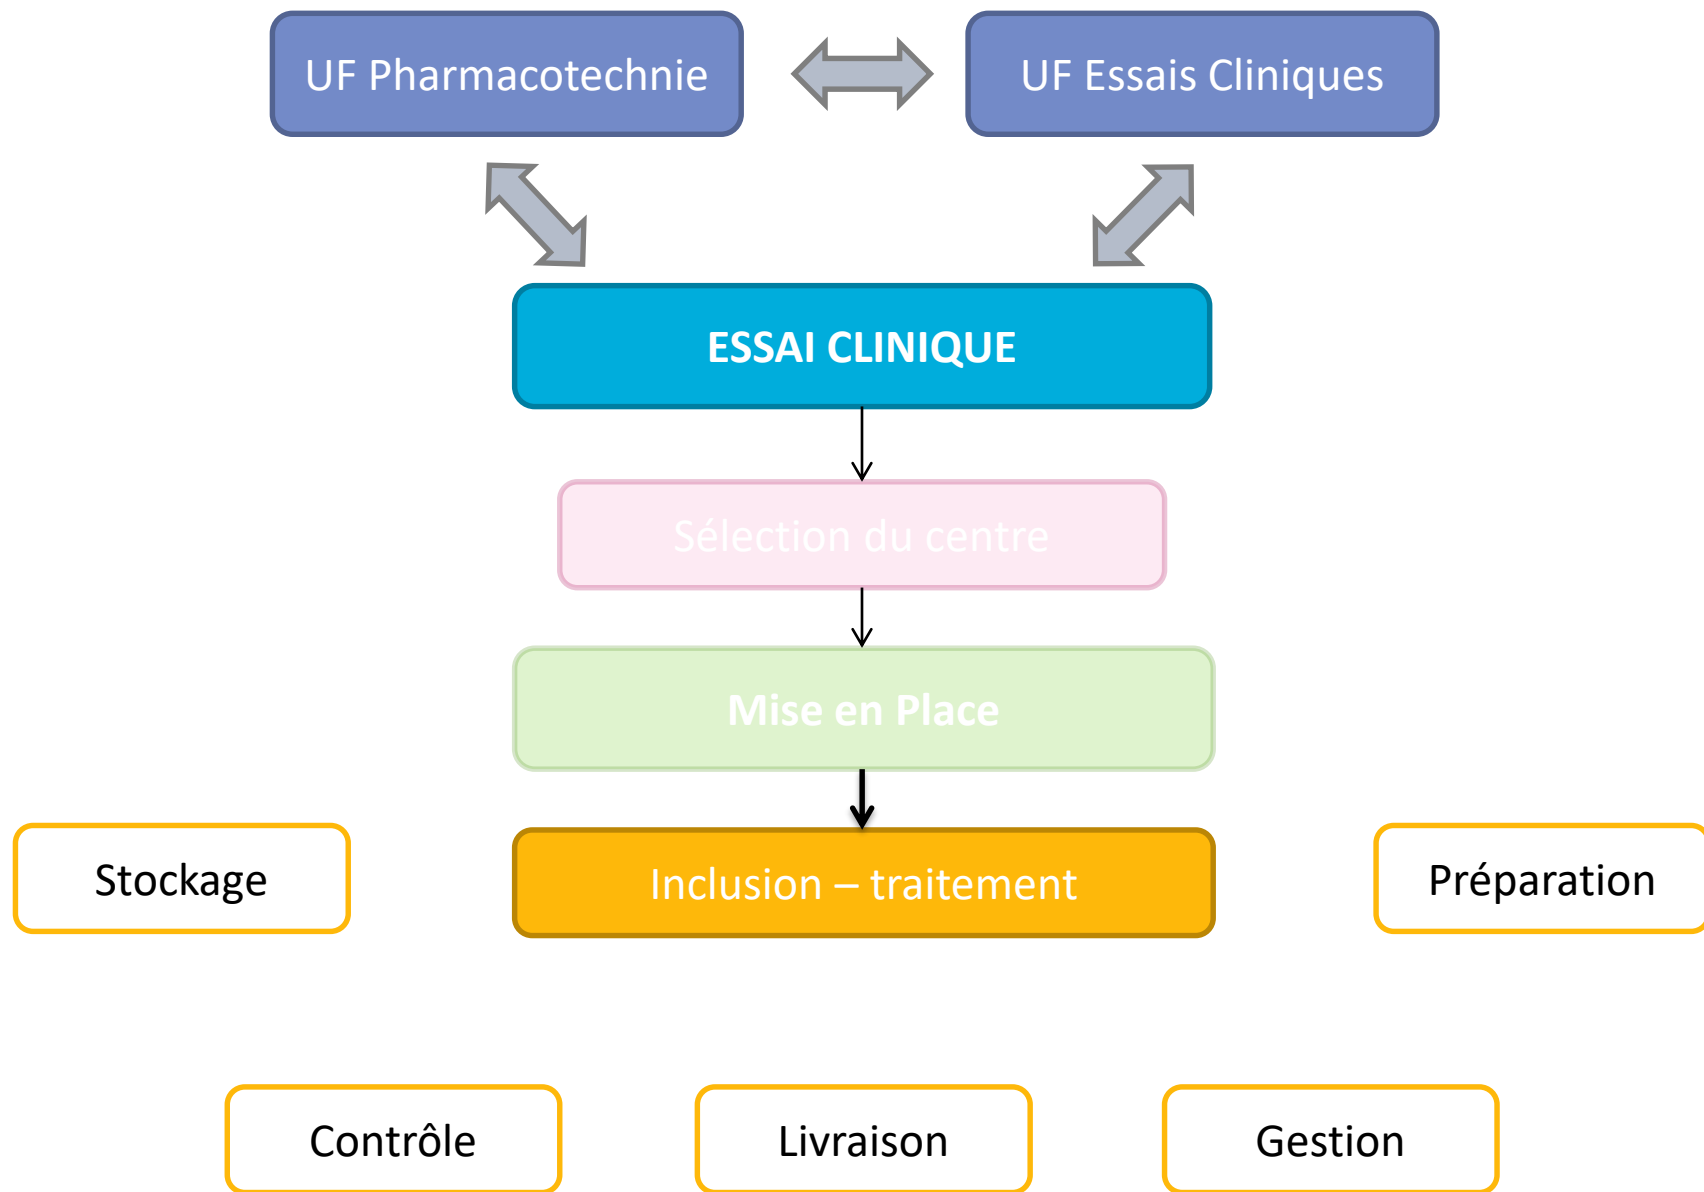 UF Pharmacotechnie
UF Essais Cliniques
ESSAI CLINIQUE
Sélection du centre
Mise en Place
Stockage
Inclusion – traitement
Préparation
Contrôle
Livraison
Gestion